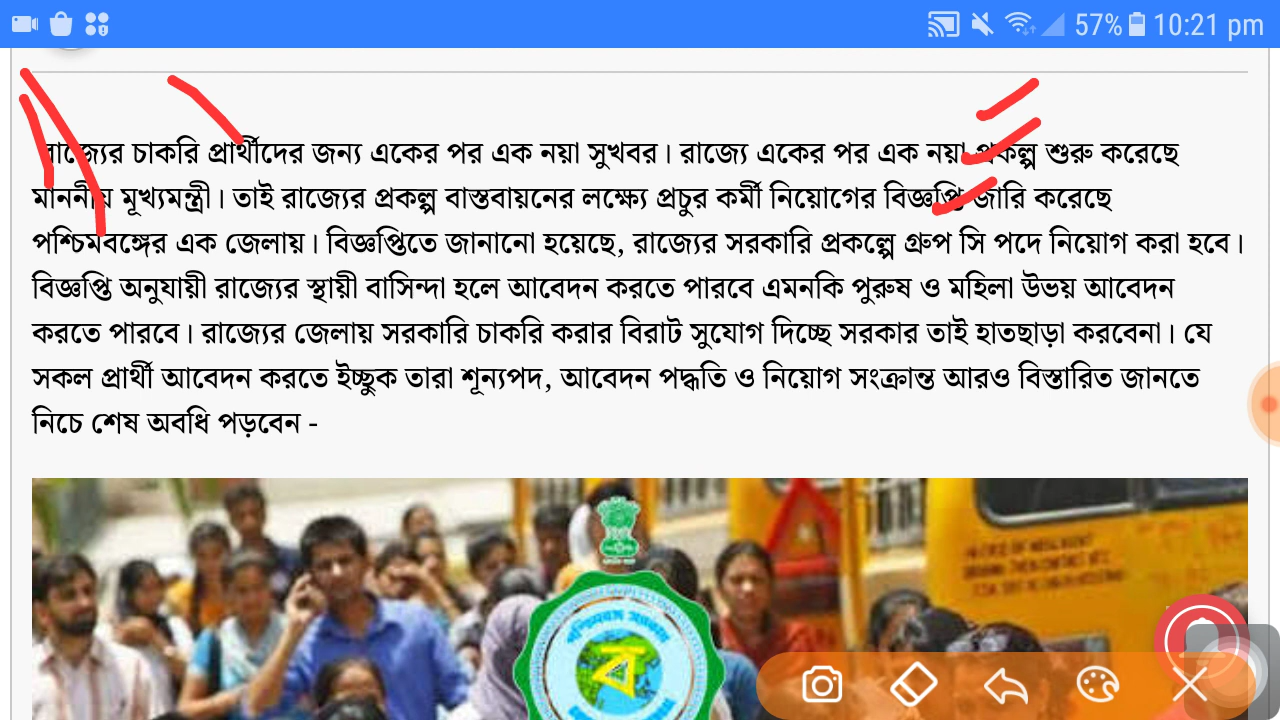 57% 10:21 pm
রাজ্যের চাকরি প্রার্থীদের জন্য একের পর এক নয়া সুখবর। রাজ্যে একের পর এক নয়া প্রকল্প শুরু করেছে
মাননীয় মূখ্যমন্ত্রী। তাই রাজ্যের প্রকল্প বাস্তবায়নের লক্ষ্যে প্রচুর কর্মী নিয়োগের বিজ্ঞপ্তি জারি করেছে
পশ্চিমবঙ্গের এক জেলায়। বিজ্ঞপ্তিতে জানানো হয়েছে, রাজ্যের সরকারি প্রকল্পে গ্রুপ সি পদে নিয়োগ করা হবে।
বিজ্ঞপ্তি অনুযায়ী রাজ্যের স্থায়ী বাসিন্দা হলে আবেদন করতে পারবে এমনকি পুরুষ ও মহিলা উভয় আবেদন
করতে পারবে। রাজ্যের জেলায় সরকারি চাকরি করার বিরাট সুযোগ দিচ্ছে সরকার তাই হাতছাড়া করবেনা। যে
সকল প্রার্থী আবেদন করতে ইচ্ছুক তারা শূন্যপদ, আবেদন পদ্ধতি ও নিয়োগ সংক্রান্ত আরও বিস্তারিত জানতে
নিচে শেষ অবধি পড়বেন -
ব